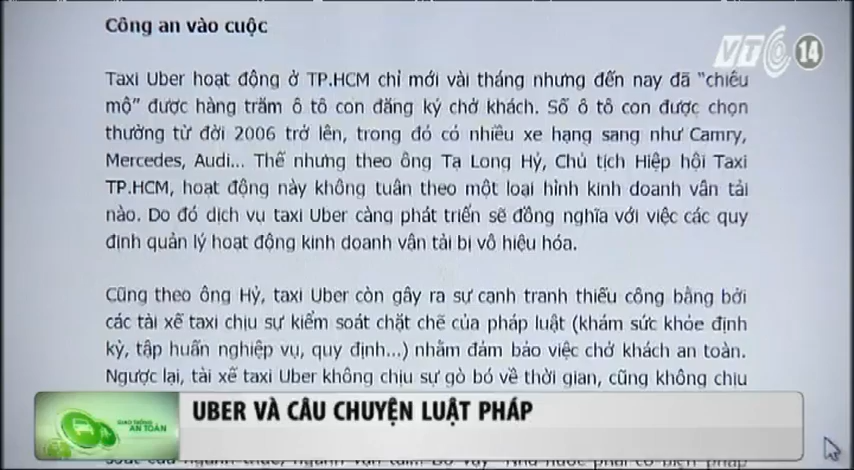 Công an vào cuộc
VTC 14
Taxi Uber hoạt động ở TP.HCM chỉ mới vài tháng nhưng đến nay đã “chiêu
mộ” được hàng trăm ô tô con đăng ký chở khách. Số ô tô con được chọn
thường từ đời 2006 trở lên, trong đó có nhiều xe hạng sang như Camry,
Mercedes, Audi... Thế nhưng theo ông Tạ Long Hỷ, Chủ tịch Hiệp hội Taxi
TP.HCM, hoạt động này không tuân theo một loại hình kinh doanh vận tải
nào. Do đó dịch vụ taxi Uber càng phát triển sẽ đồng nghĩa với việc các quy
định quản lý hoạt động kinh doanh vận tải bị vô hiệu hóa.
Cũng theo ông Hỷ, taxi Uber còn gây ra sự cạnh tranh thiếu công bằng bởi
các tài xế taxi chịu sự kiểm soát chặt chẽ của pháp luật (khám sức khỏe định
kỳ, tập huấn nghiệp vụ, quy định...) nhằm đảm bảo việc chở khách an toàn.
Ngược lại, tài xế taxi Uber không chịu sự gò bó về thời gian, cũng không chịu
GIAO THÔNG
AN TOÀN
UBER VÀ CÂU CHUYỆN LUẬT PHÁP